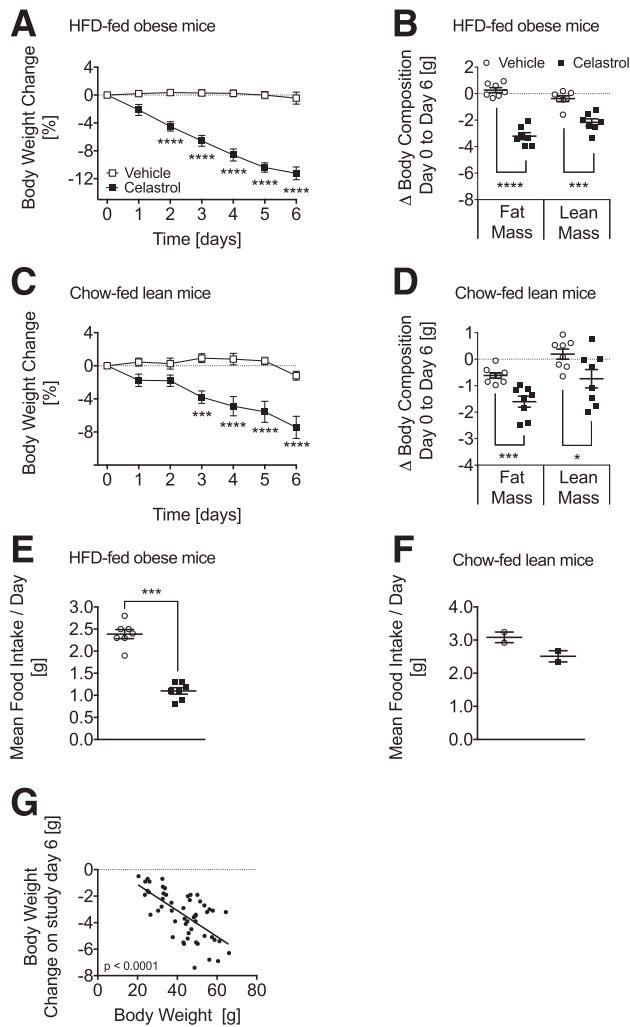 A
HFD-fed obese mice
Body Weight Change
[%]
4
0
-4
-8
-12
Vehicle
Celastrol
****
****
****
****
****
0 1 2 3 4 5 6
Time [days]
B
HFD-fed obese mice
Δ Body Composition
Day 0 to Day 6 [g]
Vehicle Celastrol
2
0
-2
-4
-6
-8
**** ***
Fat Lean
Mass Mass
C
Chow-fed lean mice
Body Weight Change
[%]
4
0
-4
-8
***
****
****
****
0 1 2 3 4 5 6
Time [days]
D
Chow-fed lean mice
Δ Body Composition
Day 0 to Day 6 [g]
1
0
-1
-2
-3
-4
*** *
Fat Lean
Mass Mass
E
HFD-fed obese mice
Mean Food Intake / Day
[g]
***
3.0
2.5
2.0
1.5
1.0
0.5
0.0
F
Chow-fed lean mice
Mean Food Intake / Day
[g]
4.0
3.0
2.0
1.0
0.0
G
Body Weight
Change on study day 6 [g]
0
-2
-4
-6
-8
p < 0.0001
0 20 40 60 80
Body Weight [g]